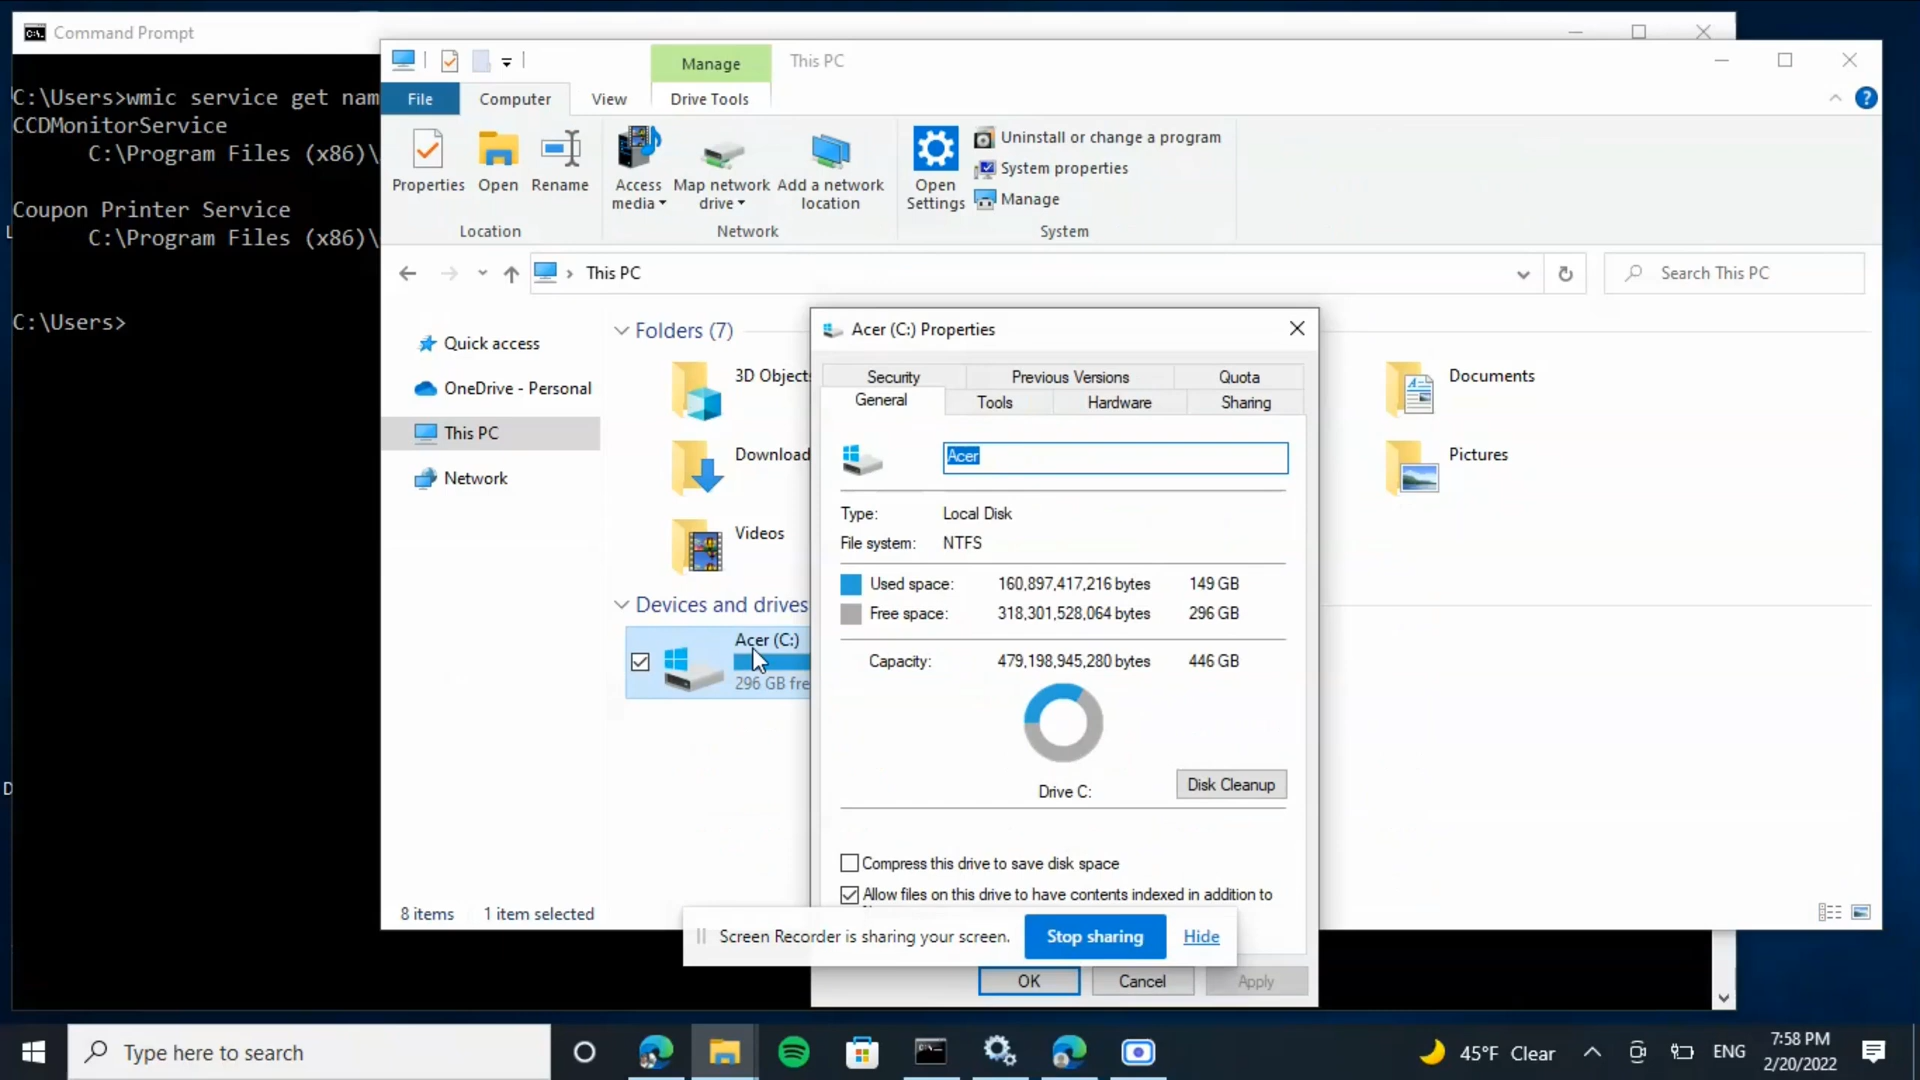 Command Prompt
C:\Users>wmic service get nam
CCDMonitorService
C:\Program Files (x86)\
Coupon Printer Service
C:\Program Files (x86)\
C:\Users>
Manage
This PC
File
Computer
View
Drive Tools
Properties
Open
Rename
Access media
Map network drive
Add a network location
Open Settings
Uninstall or change a program
System properties
Manage
Location
Network
System
This PC
Search This PC
Quick access
OneDrive - Personal
This PC
Network
Folders (7)
3D Object
Download
Videos
Documents
Pictures
Devices and drives
Acer (C:)
296 GB fre
8 items
1 item selected
Acer (C:) Properties
Security
Previous Versions
Quota
General
Tools
Hardware
Sharing
Acer
Type: Local Disk
File system: NTFS
Used space: 160,897,417,216 bytes 149 GB
Free space: 318,301,528,064 bytes 296 GB
Capacity: 479,198,945,280 bytes 446 GB
Drive C:
Disk Cleanup
Compress this drive to save disk space
Allow files on this drive to have contents indexed in addition to
Screen Recorder is sharing your screen.
Stop sharing
Hide
OK
Cancel
Apply
Type here to search
45°F Clear
ENG
7:58 PM
2/20/2022